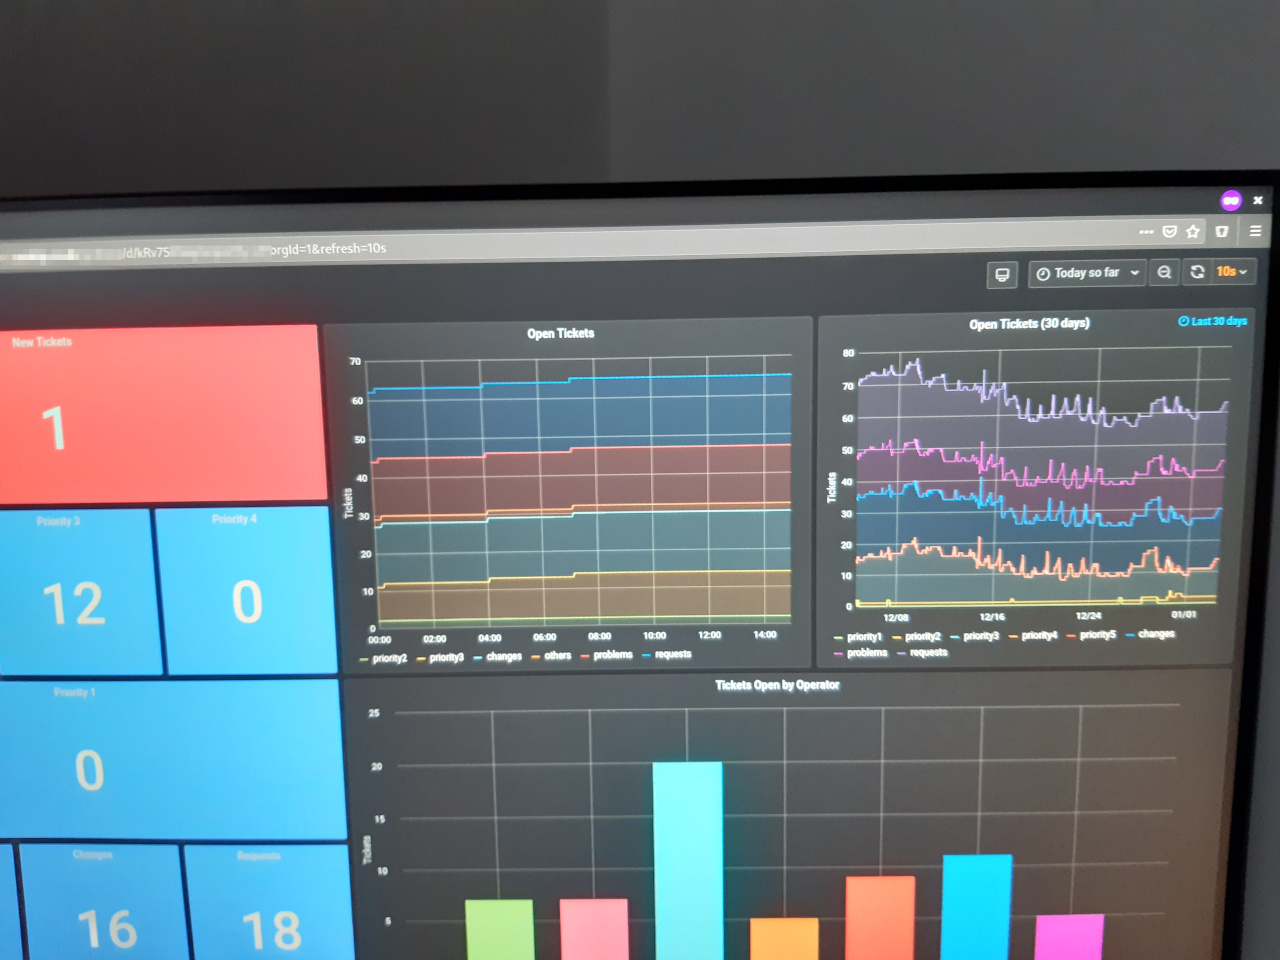 /d/kRv75
orgId=1&refresh=10s
Today so far
10s
New Tickets
1
Priority 3
12
Priority 4
0
Priority 1
0
Changes
16
Requests
18
Open Tickets
70
60
50
40
30
20
10
0
Tickets
00:00 02:00 04:00 06:00 08:00 10:00 12:00 14:00
priority2 priority3 changes others problems requests
Open Tickets (30 days)
Last 30 days
80
70
60
50
40
30
20
10
0
Tickets
12/08 12/16 12/24 01/01
priority1 priority2 priority3 priority4 priority5 changes
problems requests
Tickets Open by Operator
25
20
15
10
5
Tickets